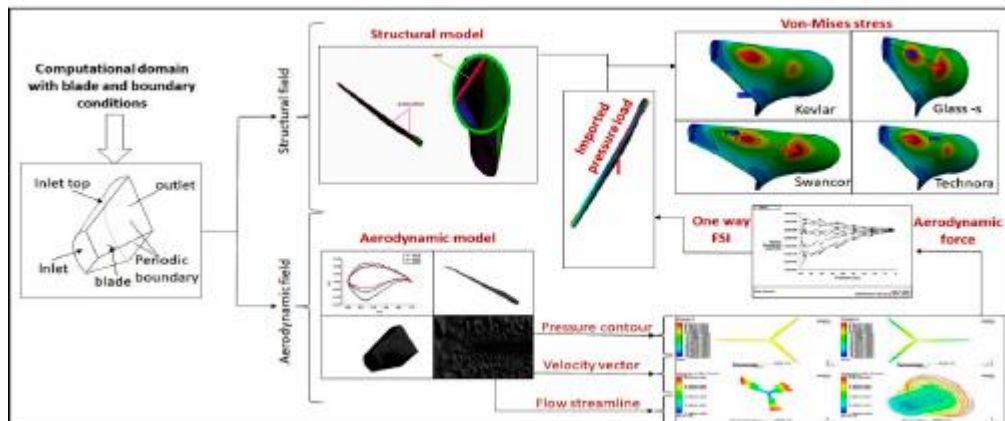 Structural model
Von-Mises stress
Computational domain
with blade and boundary
conditions
Structural field
Imported
pressure load
Kevlar
Glass -s
Swancor
Technora
Inlet top
outlet
Inlet
blade
Periodic
boundary
One way
FSI
Aerodynamic
force
Aerodynamic model
Aerodynamic field
Pressure contour
Velocity vector
Flow streamline